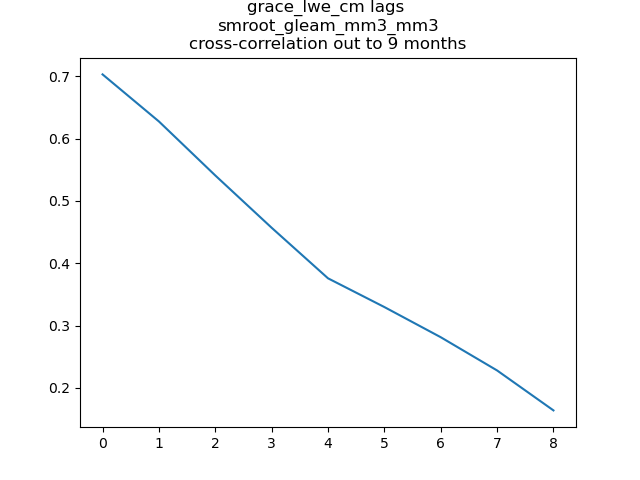 grace_lwe_cm lags
smroot_gleam_mm3_mm3
cross-correlation out to 9 months
0.7
0.6
0.5
0.4
0.3
0.2
0 1 2 3 4 5 6 7 8